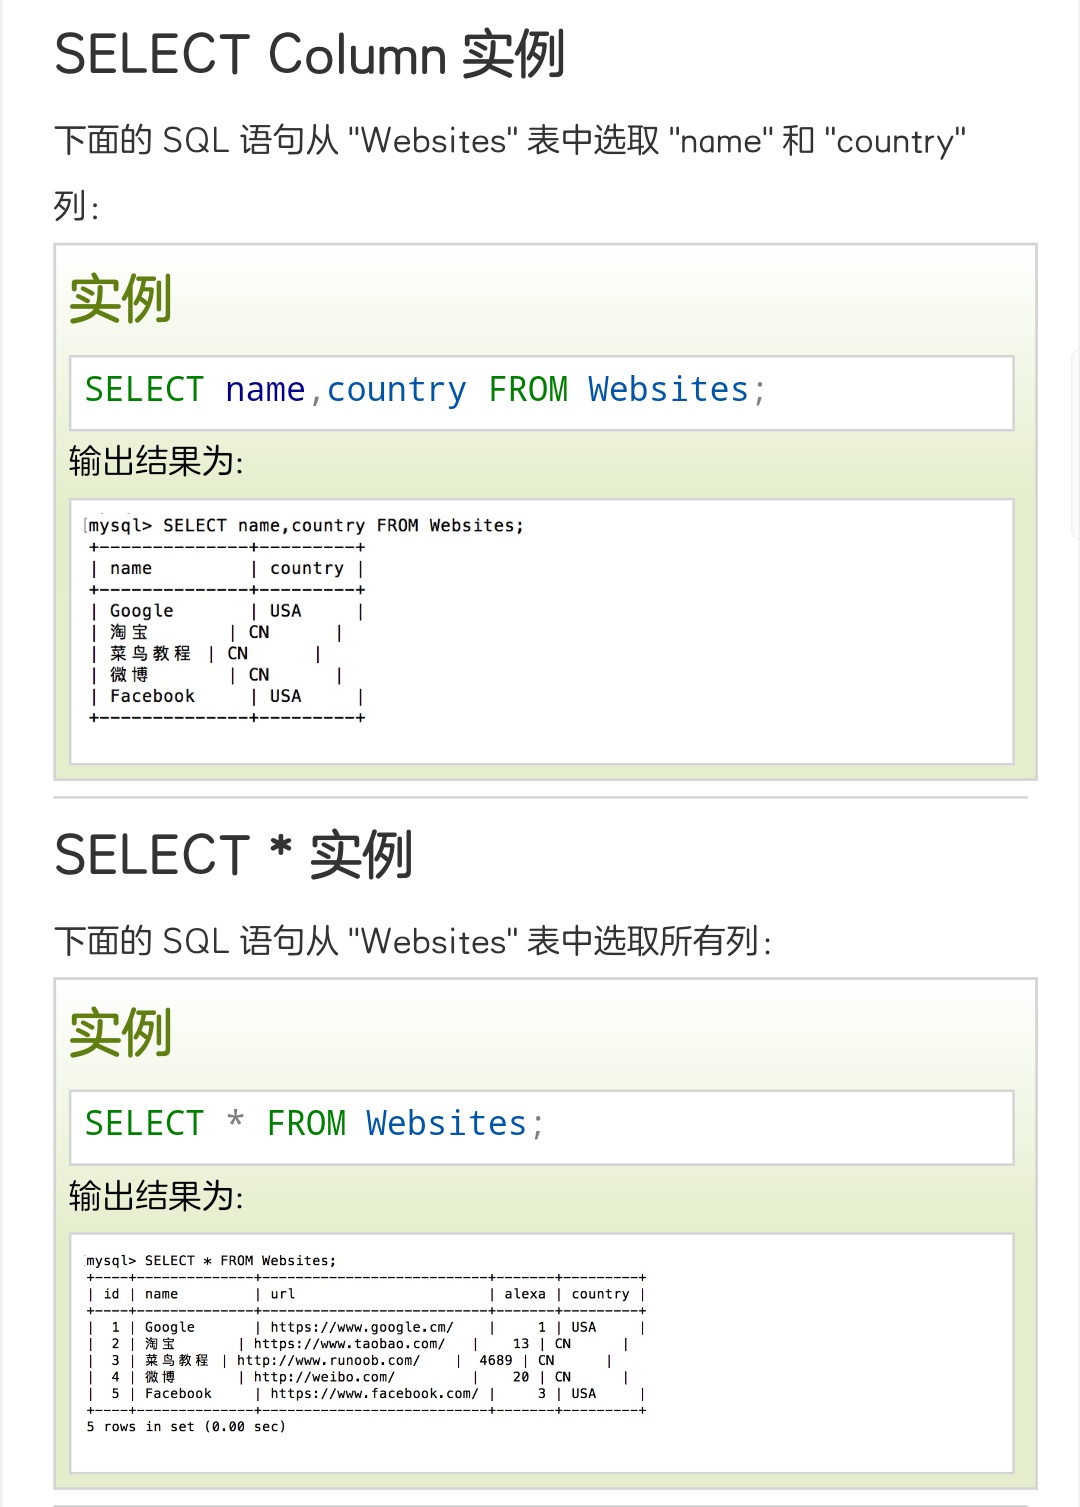 SELECT Column 实例
下面的 SQL 语句从 "Websites" 表中选取 "name" 和 "country"
列：
实例
SELECT name,country FROM Websites;
输出结果为:
[mysql> SELECT name,country FROM Websites;
+--------------+---------+
| name         | country |
+--------------+---------+
| Google       | USA     |
| 淘宝        | CN      |
| 菜鸟教程 | CN      |
| 微博        | CN      |
| Facebook     | USA     |
+--------------+---------+
SELECT * 实例
下面的 SQL 语句从 "Websites" 表中选取所有列：
实例
SELECT * FROM Websites;
输出结果为:
mysql> SELECT * FROM Websites;
+----+--------------+---------------------------+-------+---------+
| id | name         | url                       | alexa | country |
+----+--------------+---------------------------+-------+---------+
|  1 | Google       | https://www.google.cm/    |     1 | USA     |
|  2 | 淘宝        | https://www.taobao.com/   |    13 | CN      |
|  3 | 菜鸟教程 | http://www.runoob.com/    |  4689 | CN      |
|  4 | 微博        | http://weibo.com/         |    20 | CN      |
|  5 | Facebook     | https://www.facebook.com/ |     3 | USA     |
+----+--------------+---------------------------+-------+---------+
5 rows in set (0.00 sec)